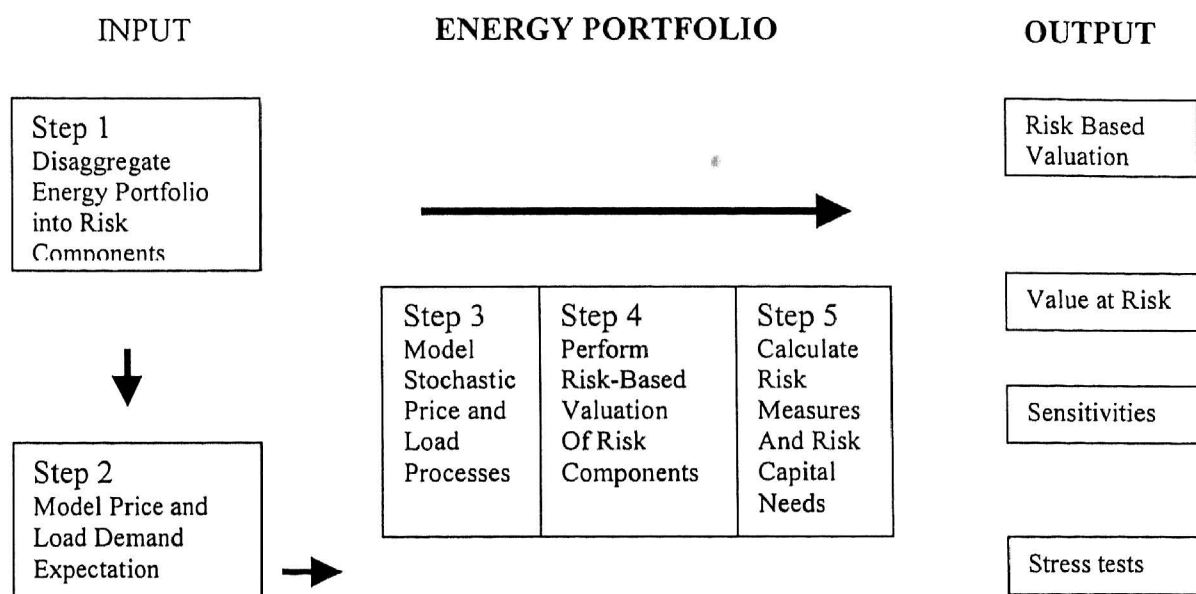 INPUT
ENERGY PORTFOLIO
OUTPUT
Step 1
Disaggregate
Energy Portfolio
into Risk
Components
Step 2
Model Price and
Load Demand
Expectation
Step 3
Model
Stochastic
Price and
Load
Processes
Step 4
Perform
Risk-Based
Valuation
Of Risk
Components
Step 5
Calculate
Risk
Measures
And Risk
Capital
Needs
Risk Based
Valuation
Value at Risk
Sensitivities
Stress tests